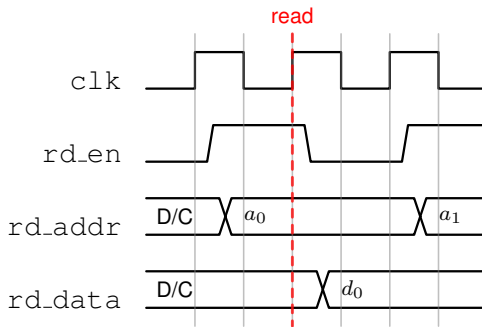 read
clk
rd_en
rd_addr D/C a₀ a₁
rd_data D/C d₀